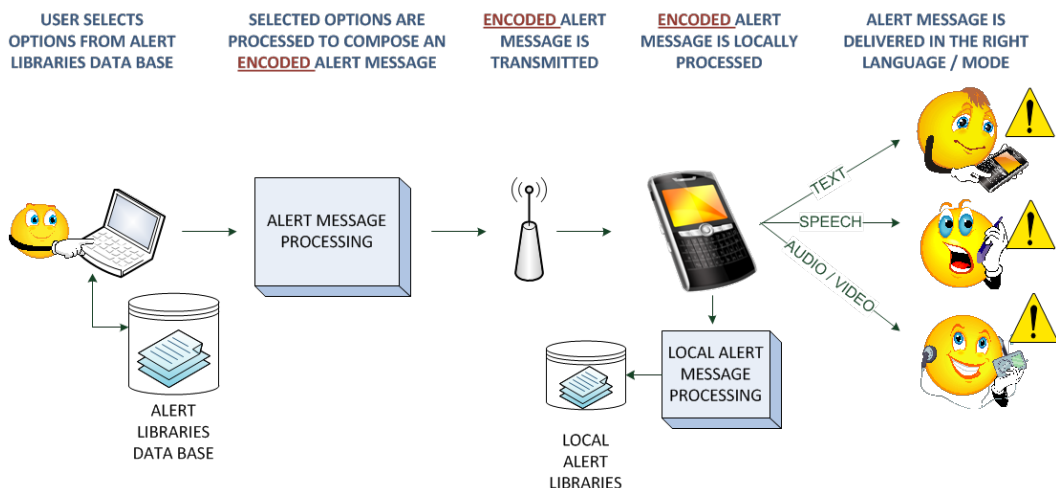 USER SELECTS
OPTIONS FROM ALERT
LIBRARIES DATA BASE
SELECTED OPTIONS ARE
PROCESSED TO COMPOSE AN
ENCODED ALERT MESSAGE
ENCODED ALERT
MESSAGE IS
TRANSMITTED
ENCODED ALERT
MESSAGE IS LOCALLY
PROCESSED
ALERT MESSAGE IS
DELIVERED IN THE RIGHT
LANGUAGE / MODE
ALERT MESSAGE
PROCESSING
TEXT
SPEECH
AUDIO / VIDEO
ALERT
LIBRARIES
DATA BASE
LOCAL ALERT
MESSAGE
PROCESSING
LOCAL
ALERT
LIBRARIES